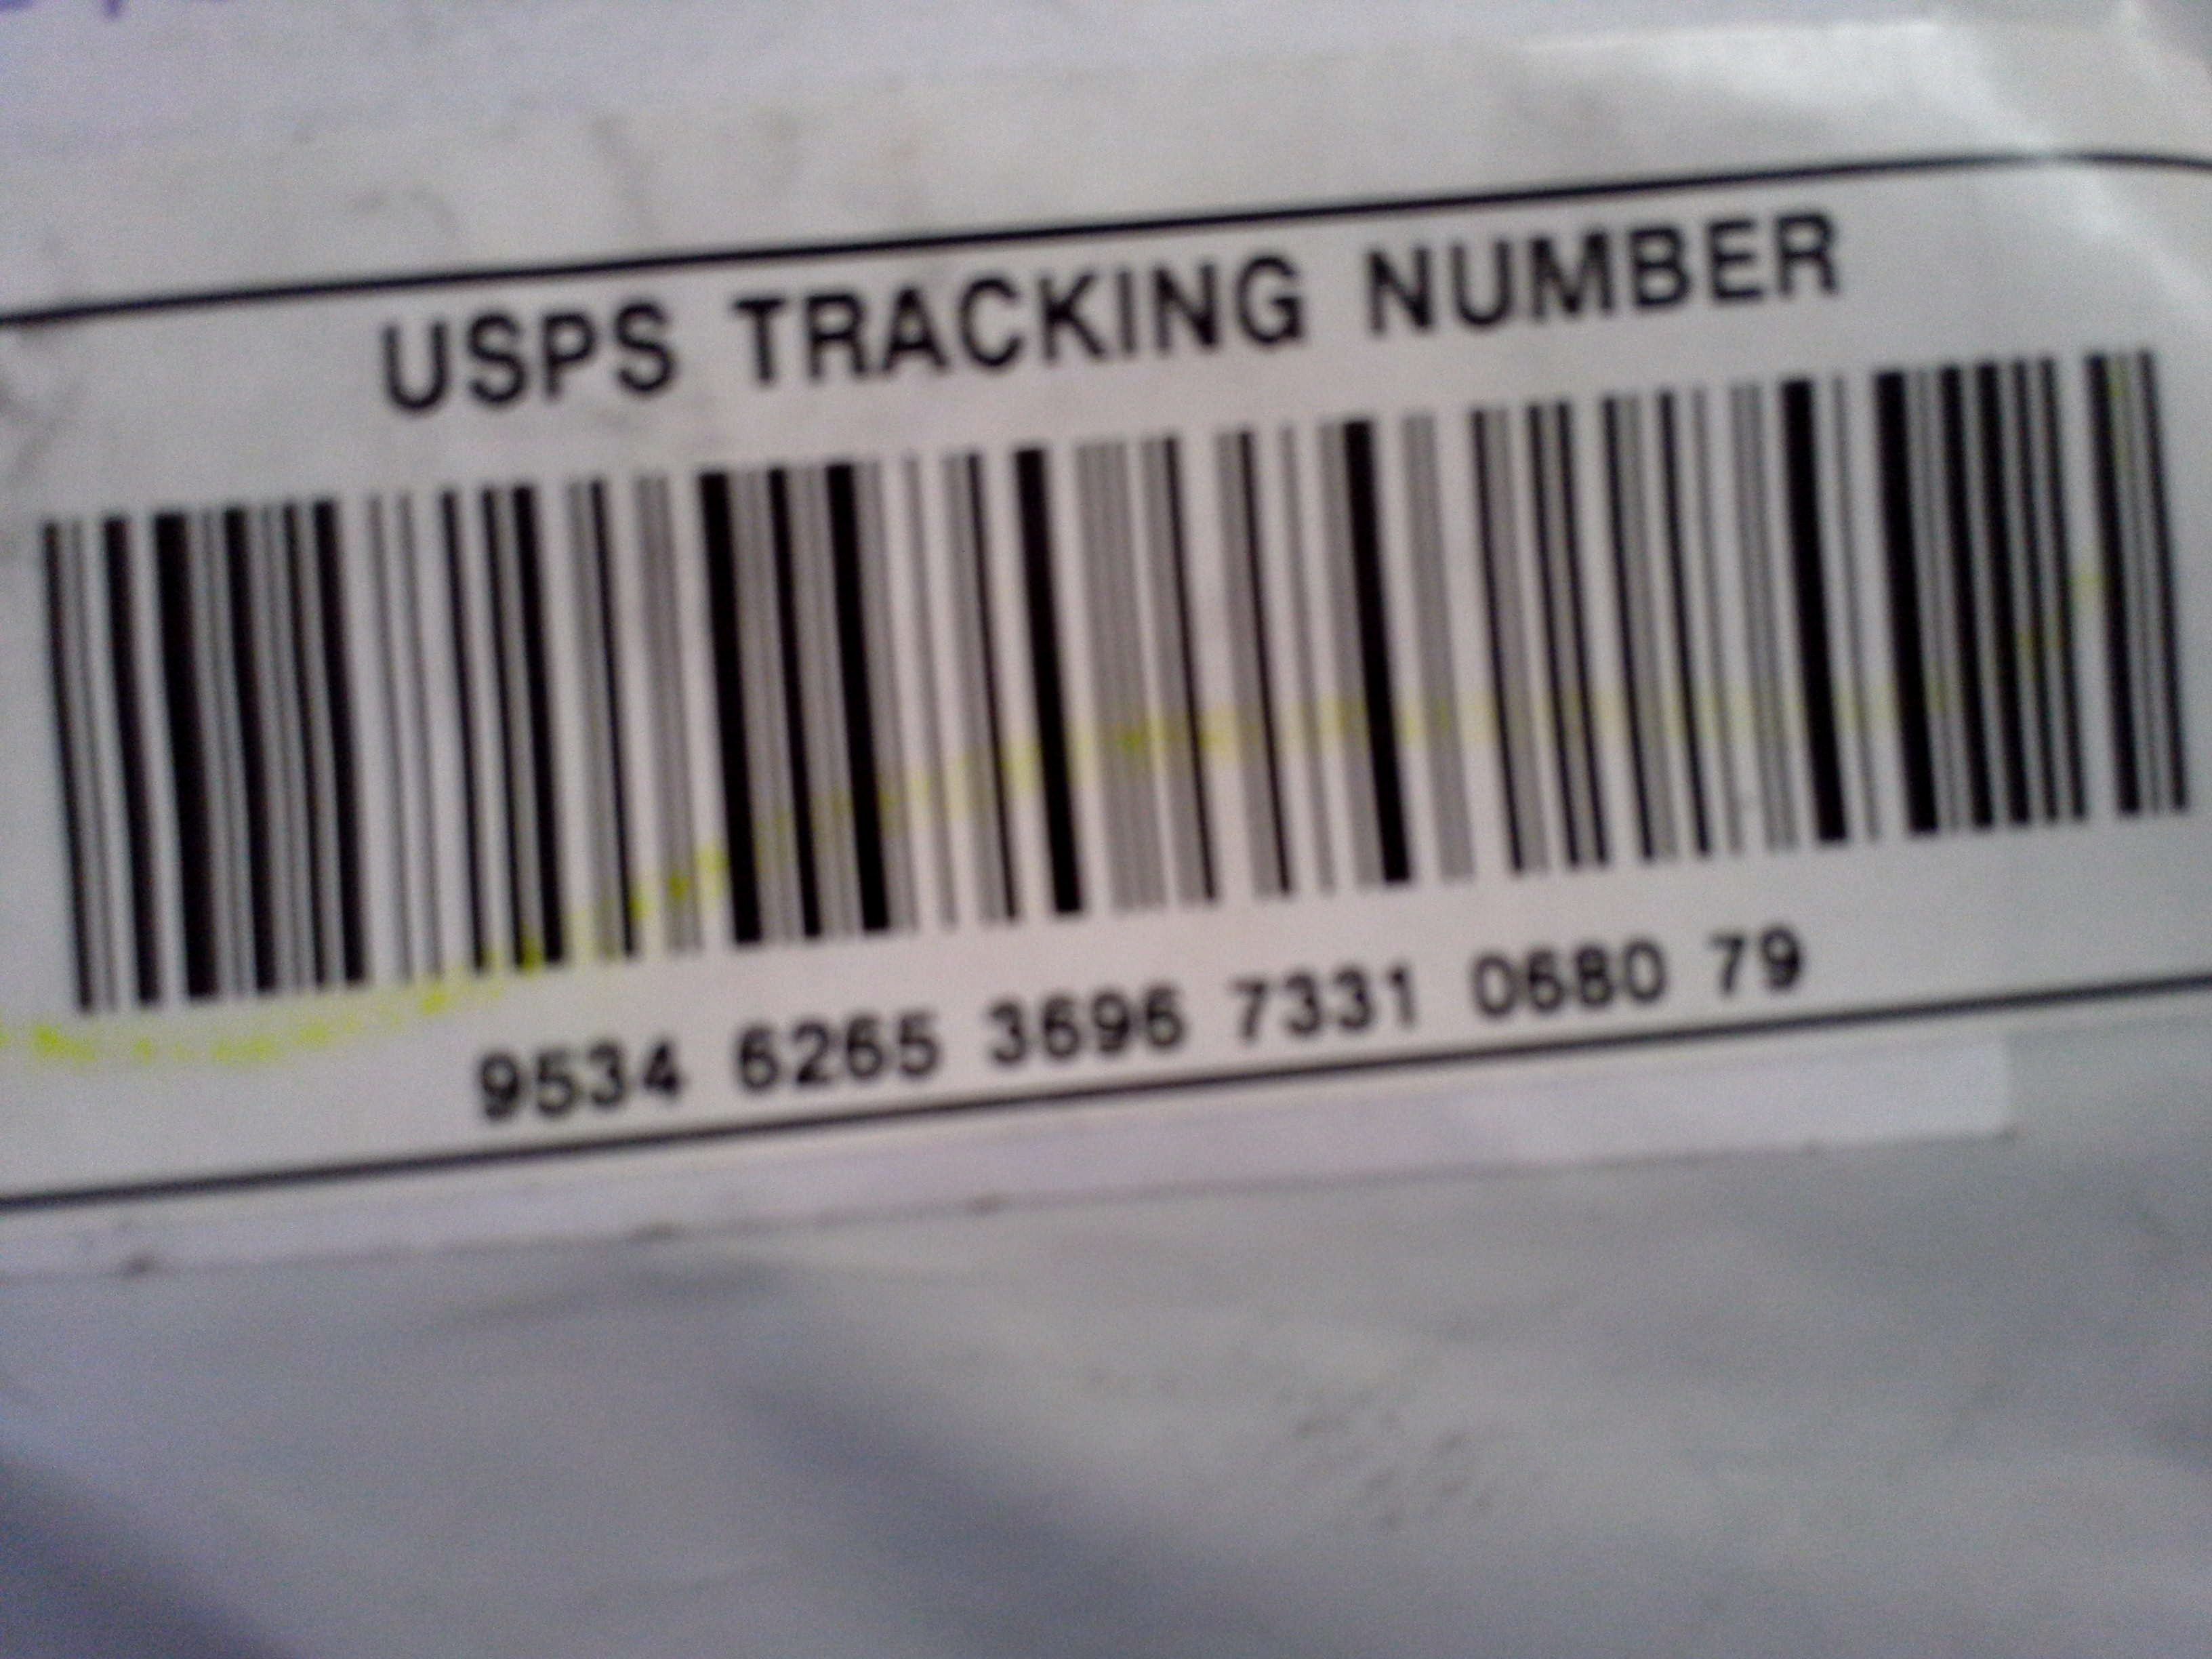 USPS TRACKING NUMBER
9534 6265 3696 7331 0680 79